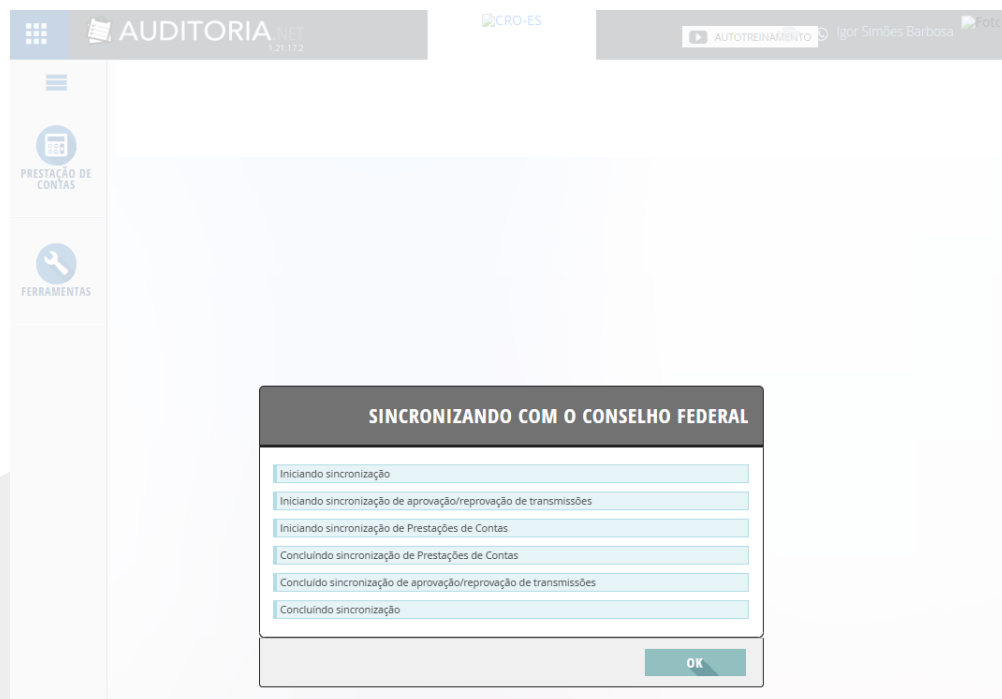 AUDITORIA.NET
1.21.17.2
CRO-ES
AUTOTREINAMENTO
Igor Simões Barbosa
Foto
PRESTAÇÃO DE
CONTAS
FERRAMENTAS
SINCRONIZANDO COM O CONSELHO FEDERAL
Iniciando sincronização
Iniciando sincronização de aprovação/reprovação de transmissões
Iniciando sincronização de Prestações de Contas
Concluíndo sincronização de Prestações de Contas
Concluído sincronização de aprovação/reprovação de transmissões
Concluíndo sincronização
OK